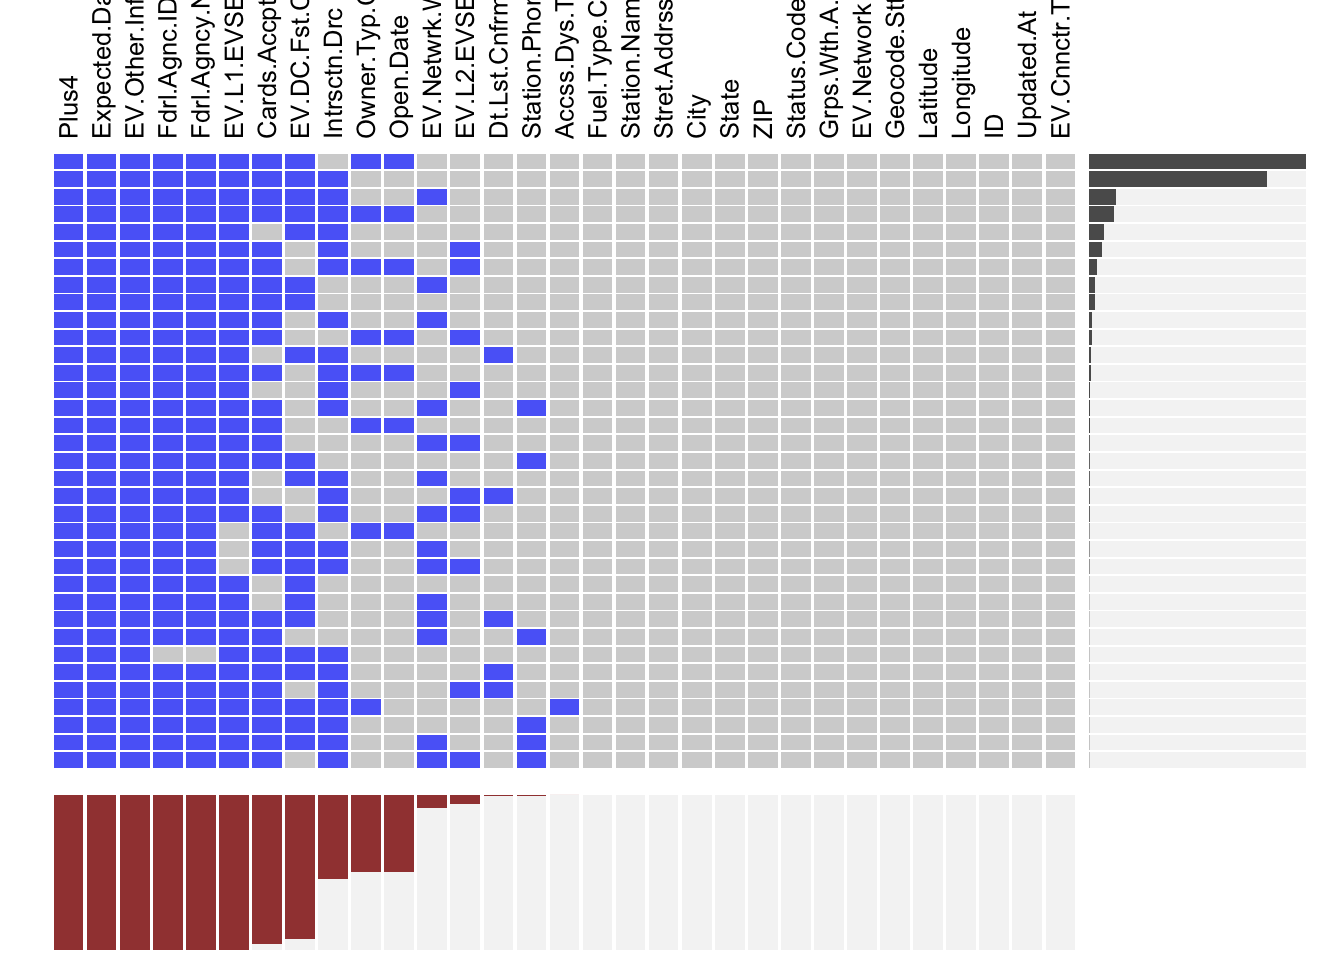 Plus4
Expected.Da
EV.Other.Inf
Fdrl.Agnc.ID
Fdrl.Agncy.N
EV.L1.EVSE
Cards.Accpt
EV.DC.Fst.C
Intrsctn.Drc
Owner.Typ.C
Open.Date
EV.Netwrk.W
EV.L2.EVSE
Dt.Lst.Cnfrm
Station.Phon
Accss.Dys.T
Fuel.Type.C
Station.Nam
Stret.Addrss
City
State
ZIP
Status.Code
Grps.Wth.A.
EV.Network
Geocode.Stt
Latitude
Longitude
ID
Updated.At
EV.Cnnctr.T